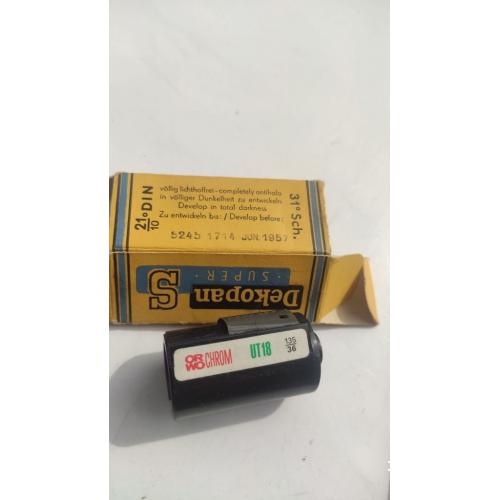 21°/10 DIN
völlig lichthoffrei - completely antihalo
in völliger Dunkelheit zu entwickeln
Develop in total darkness
Zu entwickeln bis: / Develop before:
5245 1714 JUN.1957
31° Sch.
Dekopan
S
· SUPER ·
ORWO CHROM UT18 135/36